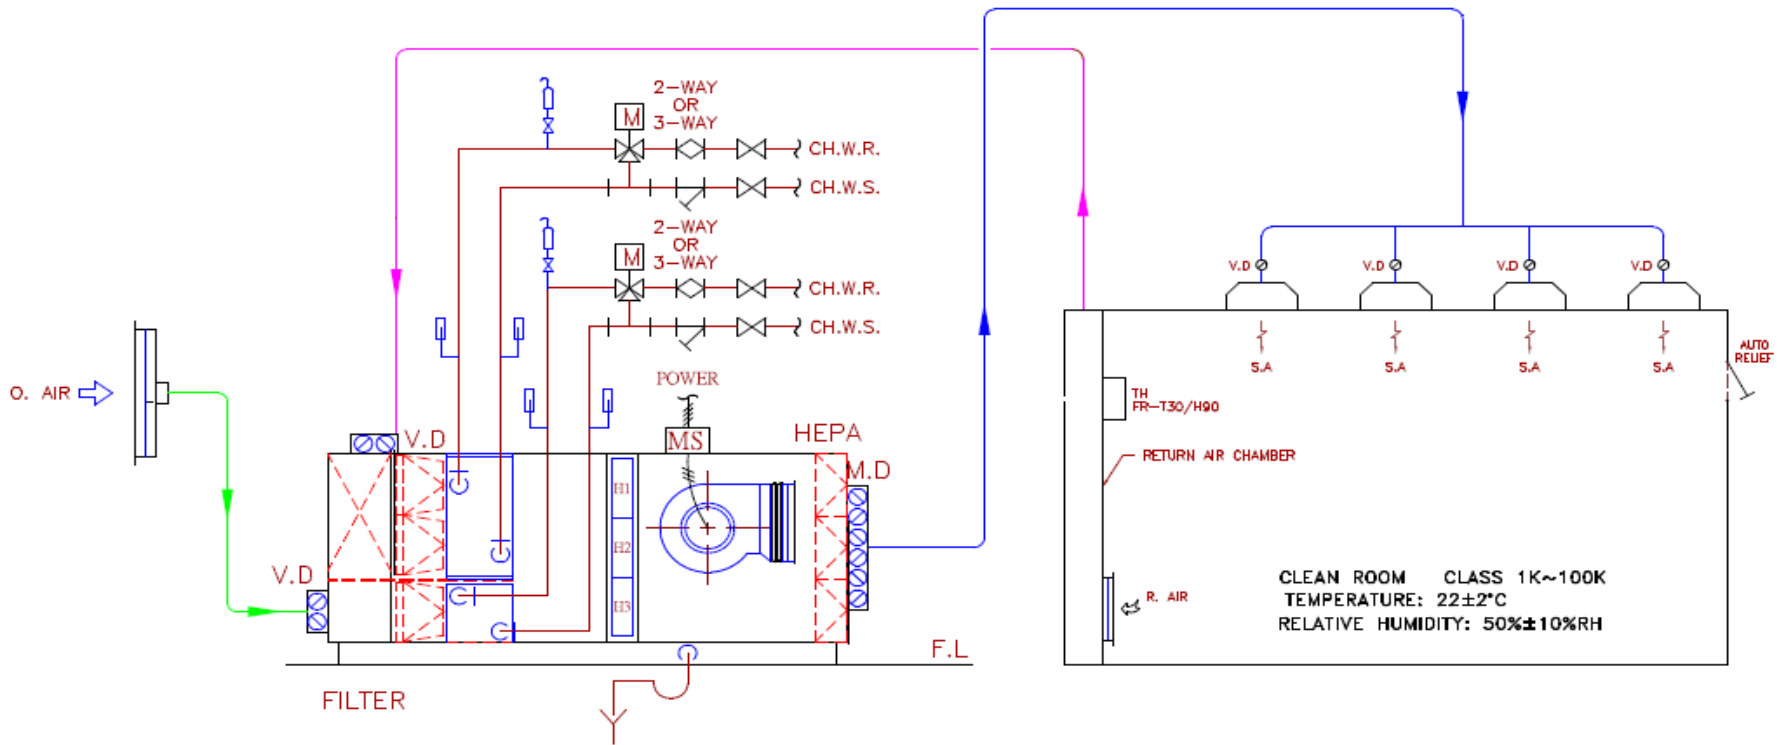 2-WAY
OR
3-WAY
M
CH.W.R.
CH.W.S.
2-WAY
OR
3-WAY
M
CH.W.R.
CH.W.S.
V.D
V.D
V.D
V.D
S.A
S.A
S.A
S.A
AUTO
RELIEF
O. AIR
POWER
TH
FR-T30/H90
MS
V.D
HEPA
M.D
RETURN AIR CHAMBER
H1
H2
H3
V.D
CLEAN ROOM CLASS 1K~100K
TEMPERATURE: 22±2°C
RELATIVE HUMIDITY: 50%±10%RH
R. AIR
F.L
FILTER